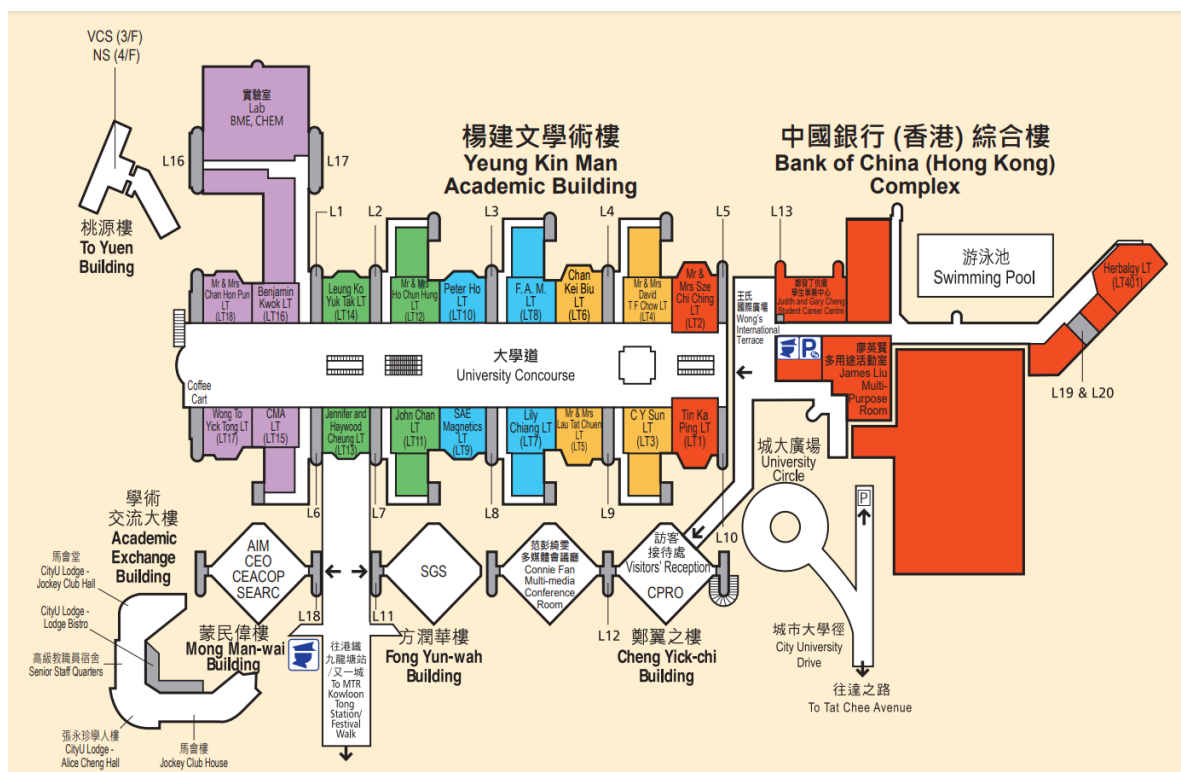 VCS (3/F)
NS (4/F)
桃源樓
To Yuen
Building
實驗室
Lab
BME, CHEM
L16
L17
楊建文學術樓
Yeung Kin Man
Academic Building
中國銀行 (香港) 綜合樓
Bank of China (Hong Kong)
Complex
L1
L2
L3
L4
L5
L13
Mr & Mrs
Chan Hon Pun
LT
(LT18)
Benjamin
Kwok LT
(LT16)
Leung Ko
Yuk Tak LT
(LT14)
Mr & Mrs
Ho Chun Hung
LT
(LT12)
Peter Ho
LT
(LT10)
F. A. M.
LT
(LT8)
Chan
Kei Biu
LT
(LT6)
Mr & Mrs
David
T F Chow LT
(LT4)
Mr &
Mrs Sze
Chi Ching
LT
(LT2)
王氏
國際廣場
Wong's
International
Terrace
鄭發丁伉儷
學生事業中心
Judith and Gary Cheng
Student Career Centre
游泳池
Swimming Pool
Herbalgy LT
(LT401)
L19 & L20
大學道
University Concourse
Coffee
Cart
P
廖英賢
多用途活動室
James Liu
Multi-
Purpose
Room
Wong To
Yick Tong LT
(LT17)
CMA
LT
(LT15)
Jennifer and
Haywood
Cheung LT
(LT13)
John Chan
LT
(LT11)
SAE
Magnetics
LT
(LT9)
Lily
Chiang LT
(LT7)
Mr & Mrs
Lau Tat Chuen
LT
(LT5)
C Y Sun
LT
(LT3)
Tin Ka
Ping LT
(LT1)
L6
L7
L8
L9
L10
城大廣場
University
Circle
P
學術
交流大樓
Academic
Exchange
Building
AIM
CEO
CEACOP
SEARC
SGS
范彭綺雯
多媒體會議廳
Connie Fan
Multi-media
Conference
Room
訪客
接待處
Visitors' Reception
CPRO
L18
L11
L12
蒙民偉樓
Mong Man-wai
Building
方潤華樓
Fong Yun-wah
Building
鄭翼之樓
Cheng Yick-chi
Building
城市大學徑
City University
Drive
往達之路
To Tat Chee Avenue
往港鐵
九龍塘站
/又一城
To MTR
Kowloon
Tong
Station/
Festival
Walk
馬會堂
CityU Lodge -
Jockey Club Hall
CityU Lodge -
Lodge Bistro
高級教職員宿舍
Senior Staff Quarters
張永珍學人樓
CityU Lodge -
Alice Cheng Hall
馬會樓
Jockey Club House